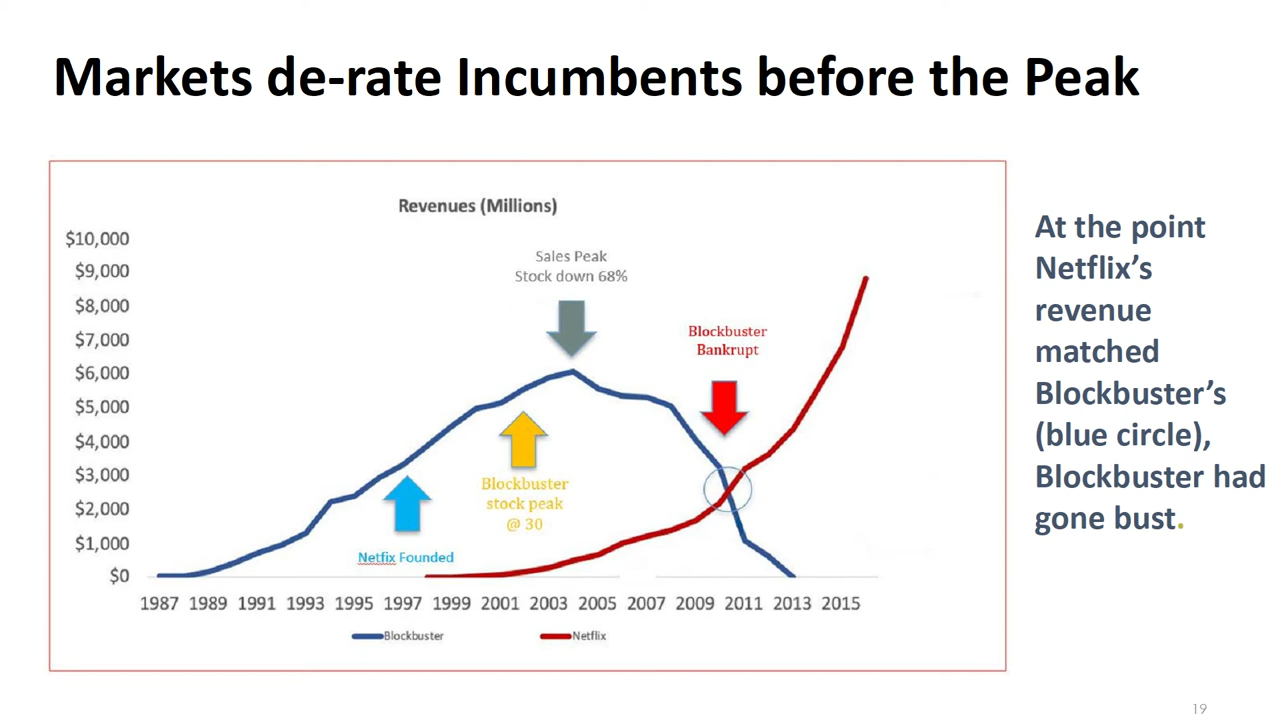 Markets de-rate Incumbents before the Peak
Revenues (Millions)
$10,000
$9,000
$8,000
$7,000
$6,000
$5,000
$4,000
$3,000
$2,000
$1,000
$0
Sales Peak
Stock down 68%
Blockbuster
Bankrupt
Blockbuster
stock peak
@ 30
Netfix Founded
1987 1989 1991 1993 1995 1997 1999 2001 2003 2005 2007 2009 2011 2013 2015
Blockbuster Netflix
At the point
Netflix’s
revenue
matched
Blockbuster’s
(blue circle),
Blockbuster had
gone bust.
19